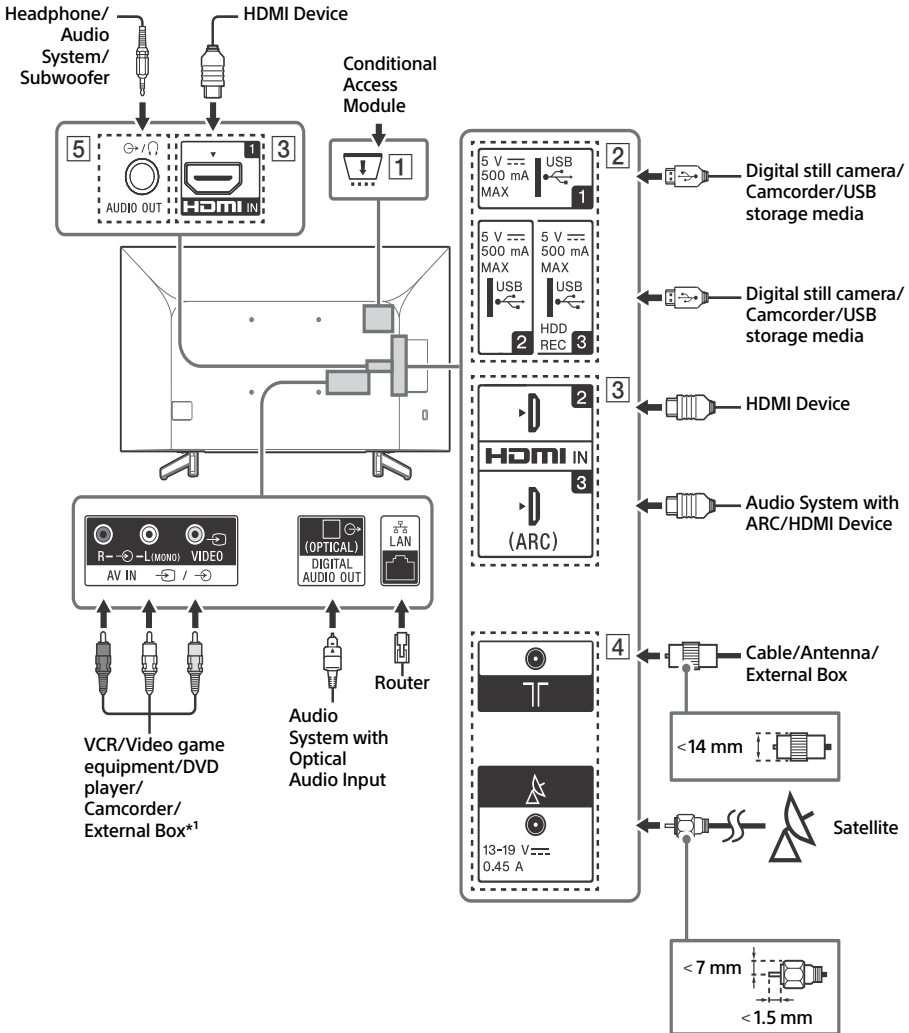 Headphone/
Audio
System/
Subwoofer
HDMI Device
Conditional
Access
Module
5
AUDIO OUT
1
HDMI IN
3
1
5 V
500 mA
MAX
USB
1
2
Digital still camera/
Camcorder/USB
storage media
5 V
500 mA
MAX
USB
2
5 V
500 mA
MAX
USB
HDD
REC 3
Digital still camera/
Camcorder/USB
storage media
2
3
HDMI Device
HDMI IN
3
(ARC)
Audio System with
ARC/HDMI Device
R- -L(MONO) VIDEO
AV IN /
(OPTICAL)
DIGITAL
AUDIO OUT
LAN
VCR/Video game
equipment/DVD
player/
Camcorder/
External Box*1
Audio
System with
Optical
Audio Input
Router
4
Cable/Antenna/
External Box
<14 mm
13-19 V
0.45 A
Satellite
<7 mm
<1.5 mm